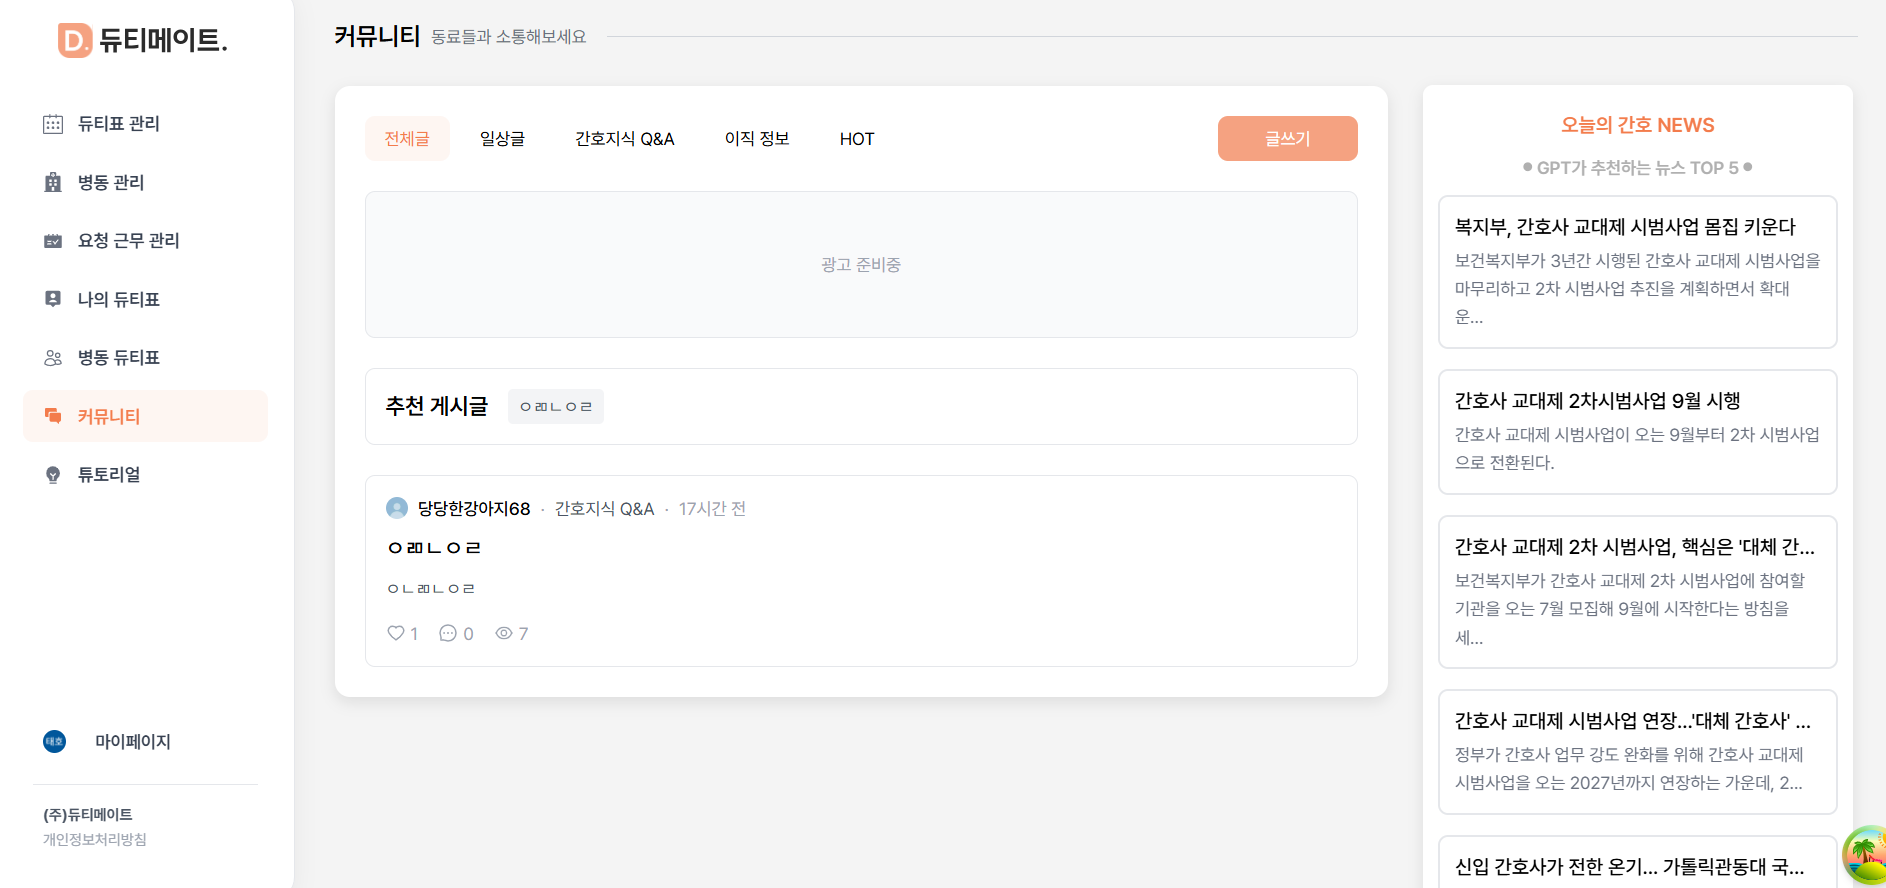 D. 듀티메이트.
듀티표 관리
병동 관리
요청 근무 관리
나의 듀티표
병동 듀티표
커뮤니티
튜토리얼
태호
마이페이지
(주)듀티메이트
개인정보처리방침
커뮤니티 동료들과 소통해보세요
전체글 일상글 간호지식 Q&A 이직 정보 HOT 글쓰기
광고 준비중
추천 게시글 ㅇㄻㄴㅇㄹ
당당한강아지68 · 간호지식 Q&A · 17시간 전
ㅇㄻㄴㅇㄹ
ㅇㄴㄻㄴㅇㄹ
1 0 7
오늘의 간호 NEWS
● GPT가 추천하는 뉴스 TOP 5 ●
복지부, 간호사 교대제 시범사업 몸집 키운다
보건복지부가 3년간 시행된 간호사 교대제 시범사업을
마무리하고 2차 시범사업 추진을 계획하면서 확대
운...
간호사 교대제 2차시범사업 9월 시행
간호사 교대제 시범사업이 오는 9월부터 2차 시범사업
으로 전환된다.
간호사 교대제 2차 시범사업, 핵심은 '대체 간...
보건복지부가 간호사 교대제 2차 시범사업에 참여할
기관을 오는 7월 모집해 9월에 시작한다는 방침을
세...
간호사 교대제 시범사업 연장...'대체 간호사' ...
정부가 간호사 업무 강도 완화를 위해 간호사 교대제
시범사업을 오는 2027년까지 연장하는 가운데, 2...
신입 간호사가 전한 온기... 가톨릭관동대 국...